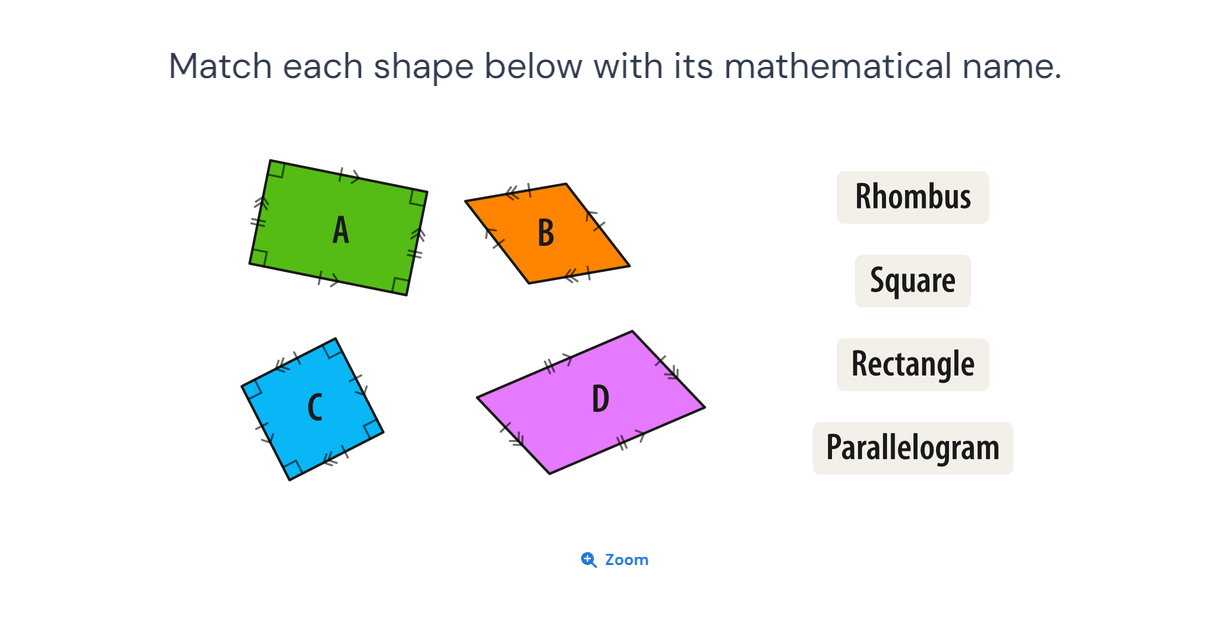 Match each shape below with its mathematical name.
A
B
C
D
Rhombus
Square
Rectangle
Parallelogram
Zoom